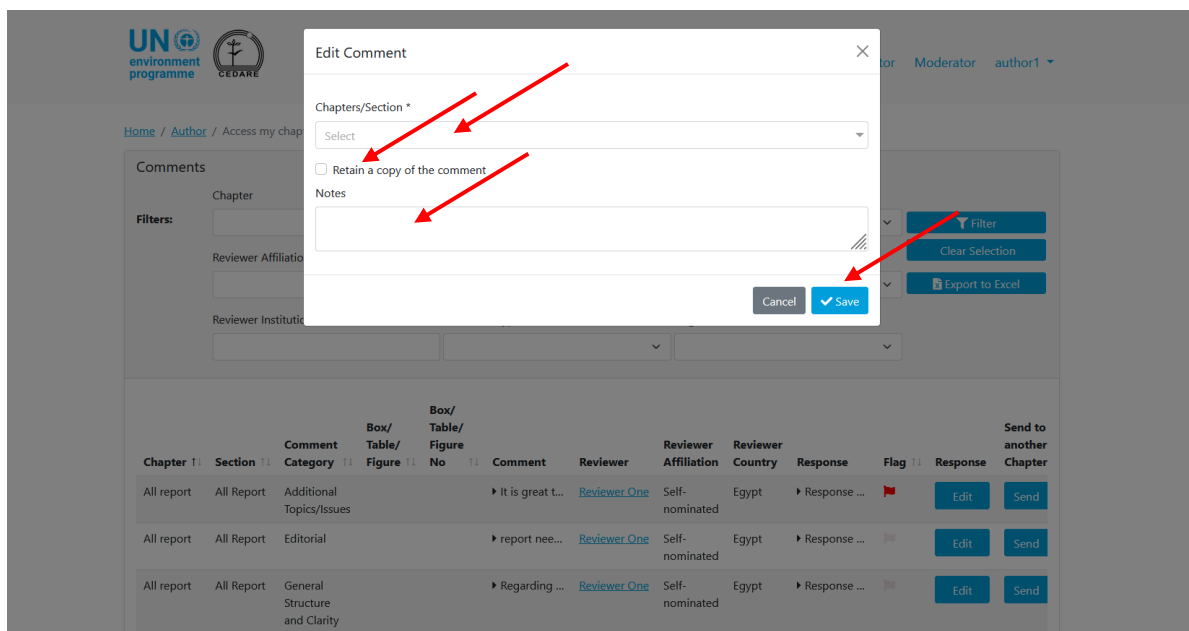 UN
environment
programme
CEDARE
Edit Comment
tor Moderator author1
Home / Author / Access my chap
Chapters/Section *
Select
Retain a copy of the comment
Notes
Cancel Save
Comments
Chapter
Filters:
Filter
Reviewer Affiliatio
Clear Selection
Export to Excel
Reviewer Institutio
Chapter Section Comment Category Box/ Table/ Figure Box/ Table/ Figure No Comment Reviewer Reviewer Affiliation Reviewer Country Response Flag Response Send to another Chapter
All report All Report Additional Topics/Issues It is great t... Reviewer One Self-nominated Egypt Response ... Edit Send
All report All Report Editorial report nee... Reviewer One Self-nominated Egypt Response ... Edit Send
All report All Report General Structure and Clarity Regarding ... Reviewer One Self-nominated Egypt Response ... Edit Send